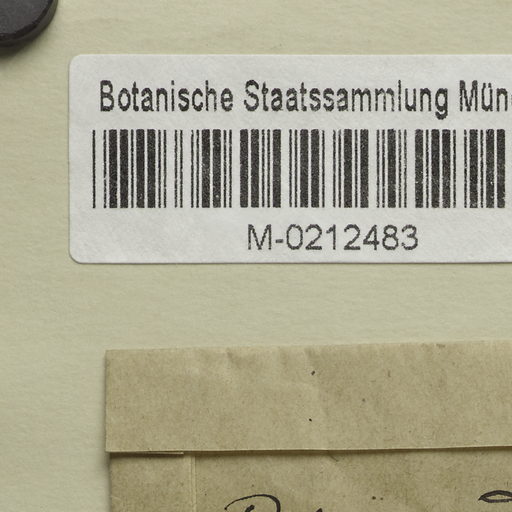 Botanische Staatssammlung Mün
M-0212483